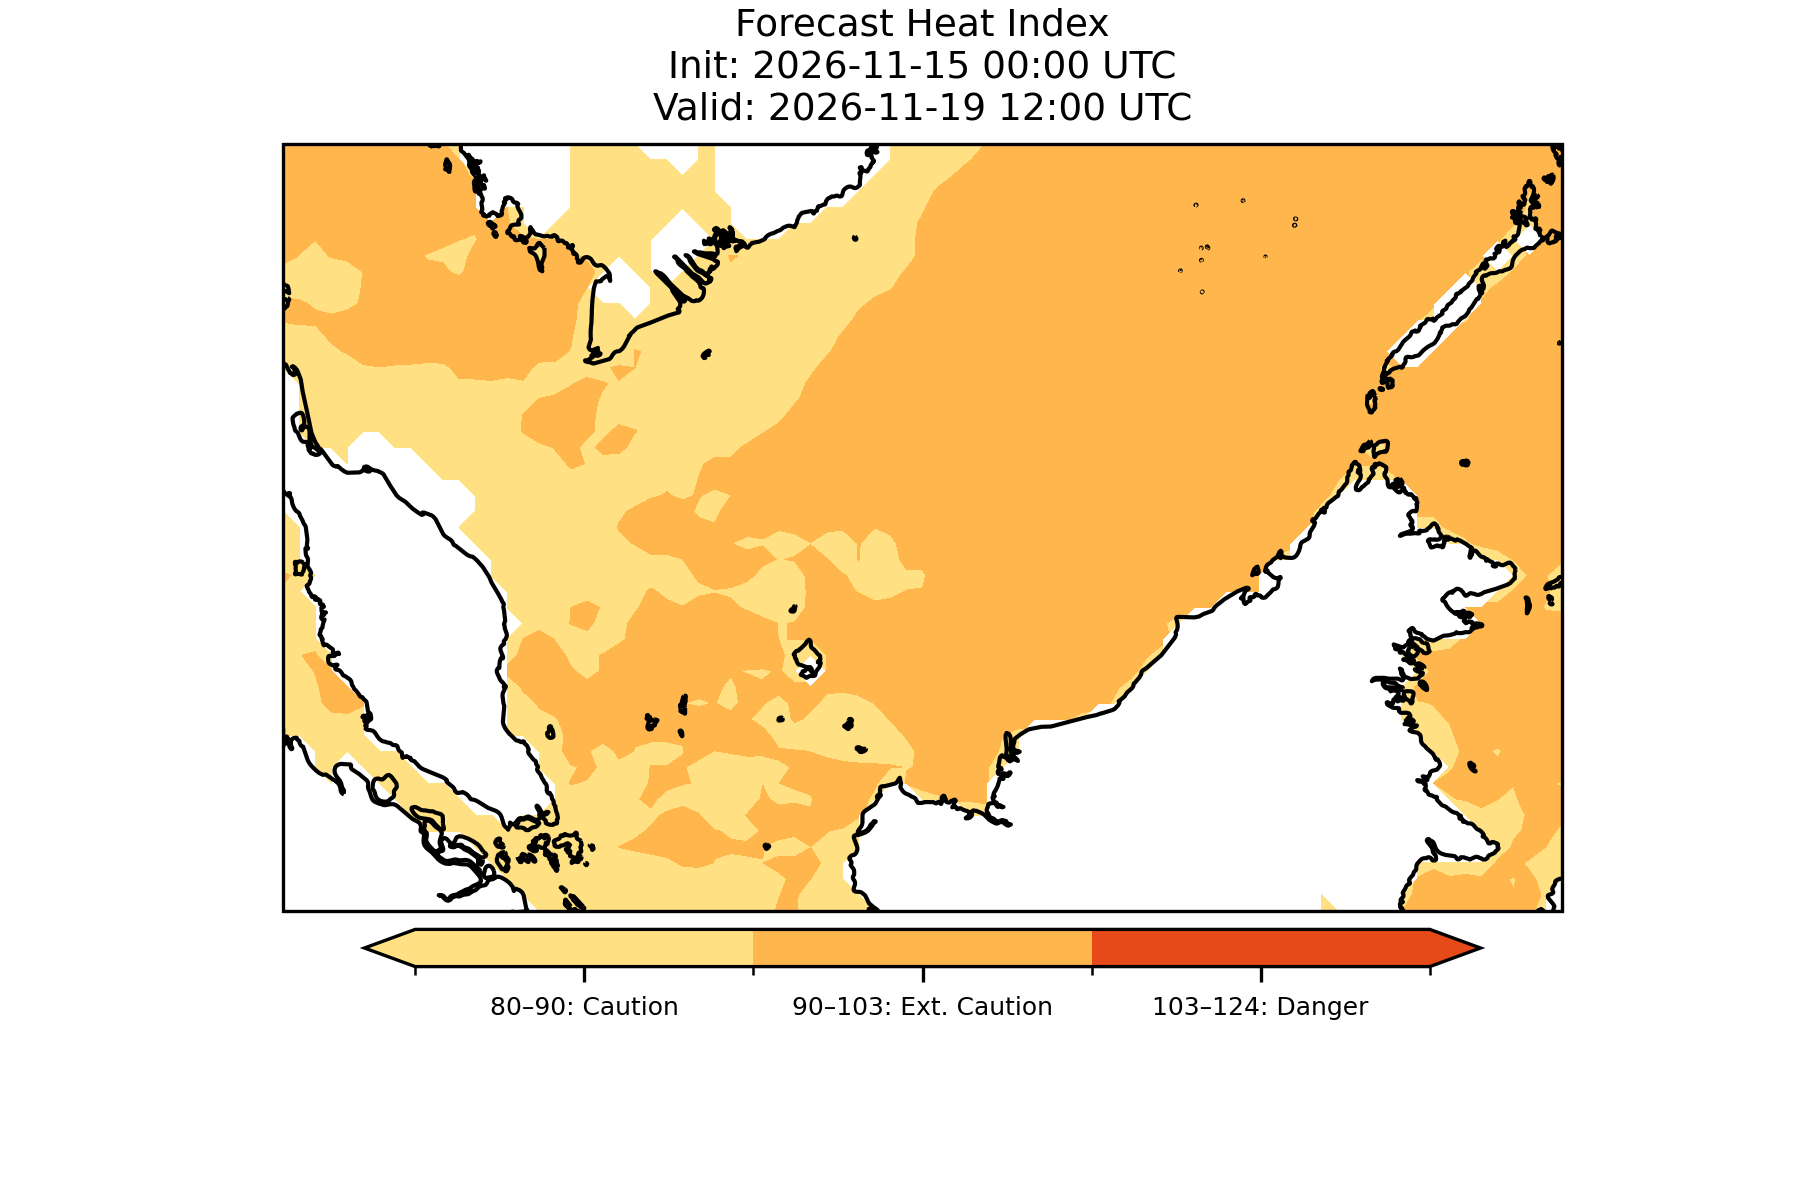 Forecast Heat Index
Init: 2026-11-15 00:00 UTC
Valid: 2026-11-19 12:00 UTC
80–90: Caution
90–103: Ext. Caution
103–124: Danger